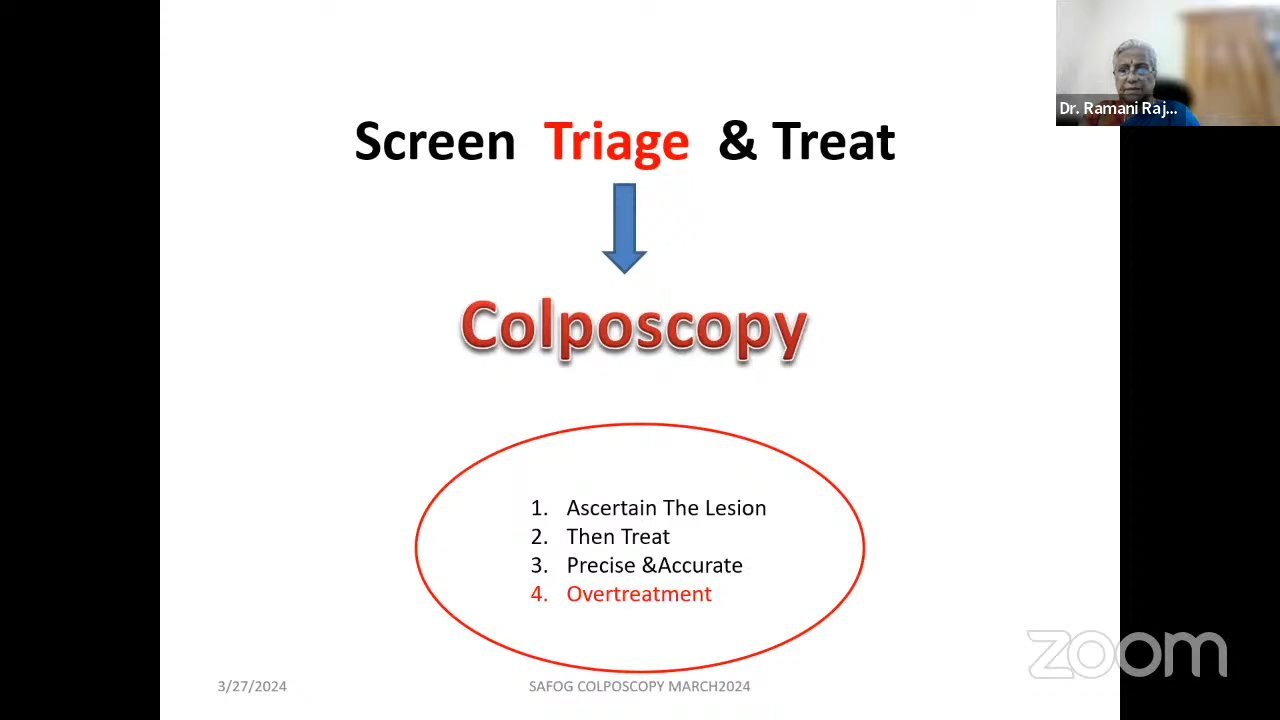 Dr. Ramani Raj...
Screen Triage & Treat
Colposcopy
1. Ascertain The Lesion
2. Then Treat
3. Precise &Accurate
4. Overtreatment
3/27/2024
SAFOG COLPOSCOPY MARCH2024
zoom